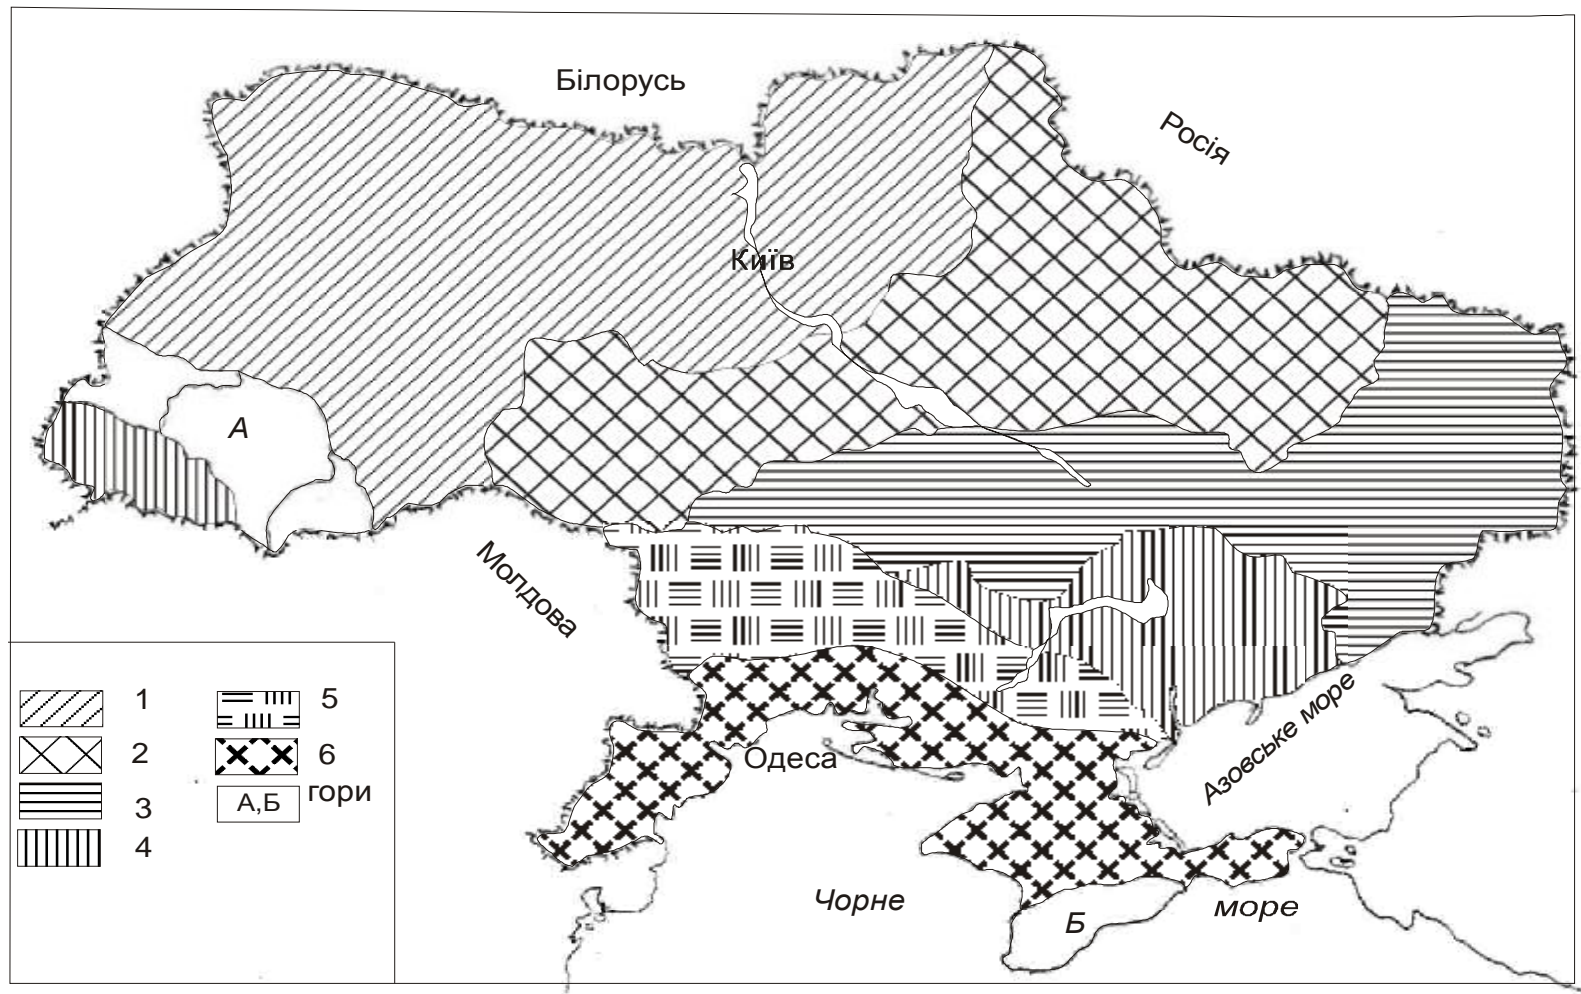 Білорусь
Росія
Київ
А
Молдова
Азовське море
Одеса
Чорне
море
Б
1
2
3
4
5
6
А,Б
гори